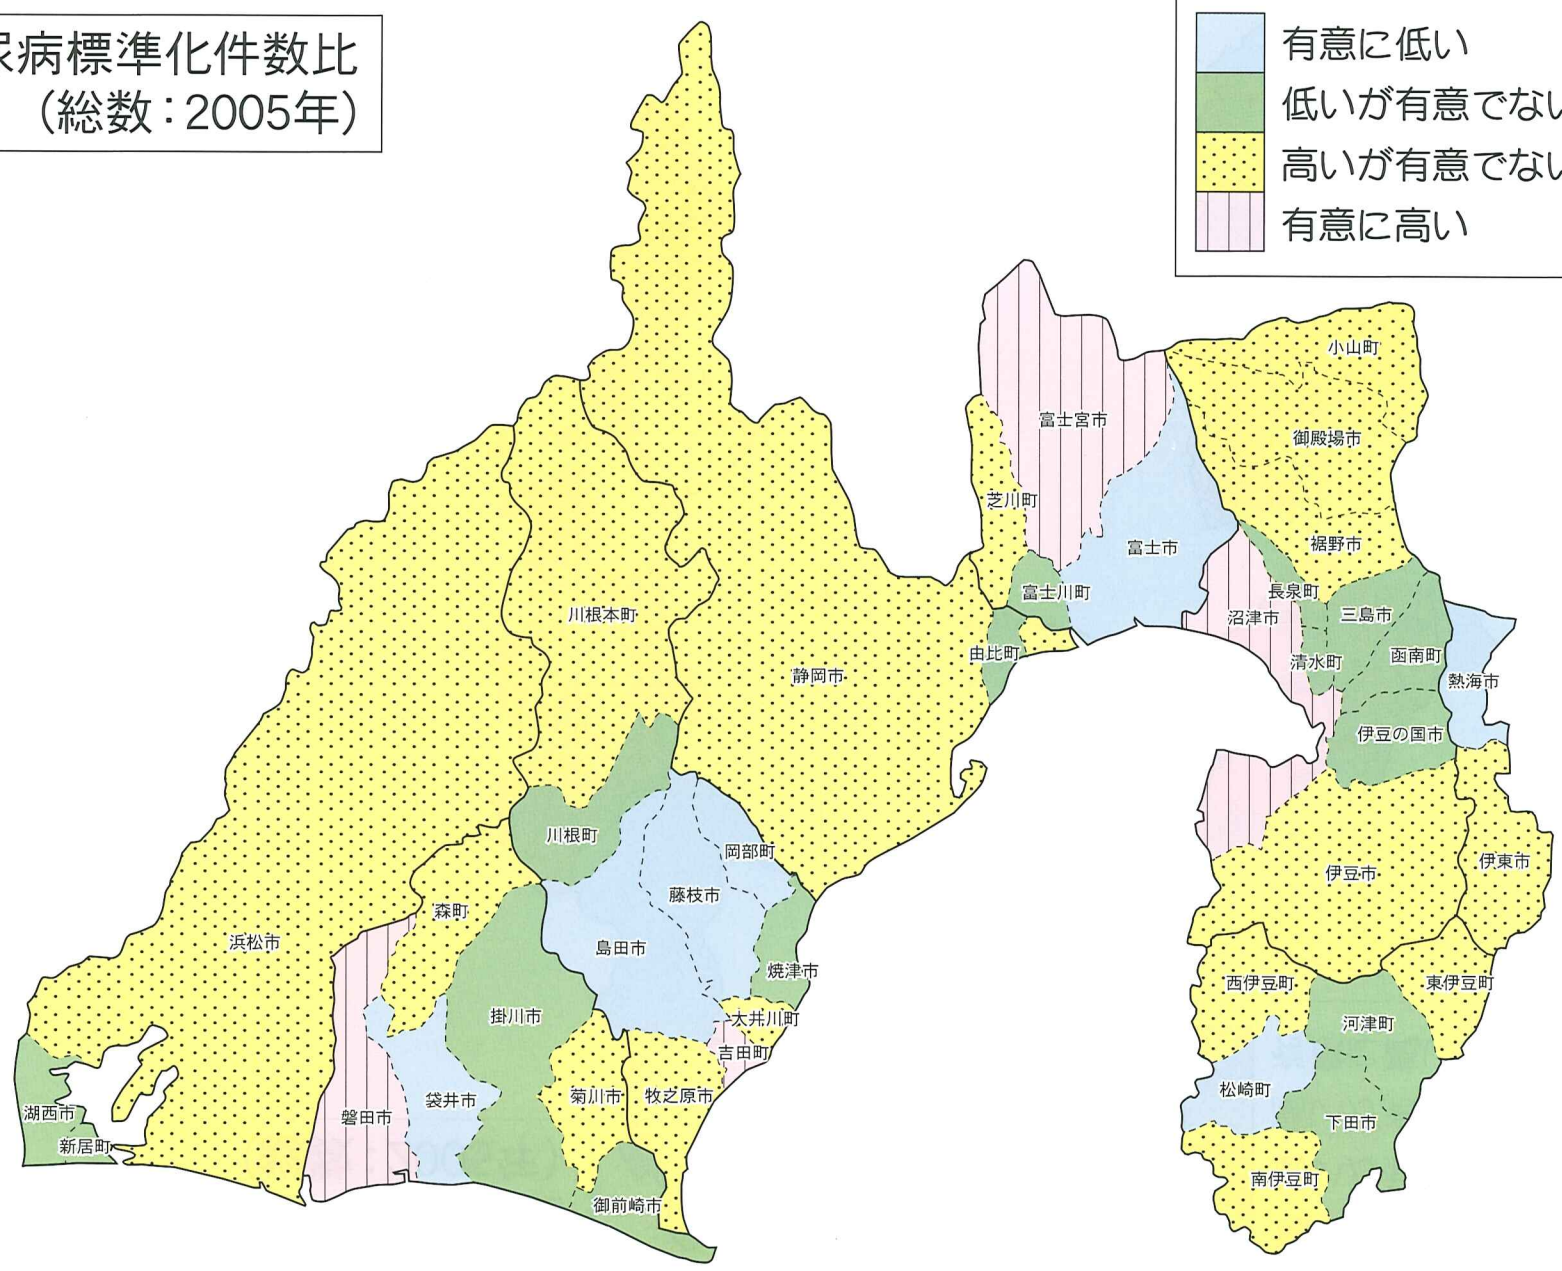 尿病標準化件数比
（総数：2005年）
有意に低い
低いが有意でない
高いが有意でない
有意に高い
小山町
御殿場市
富士宮市
芝川町
裾野市
富士市
富士川町
長泉町
沼津市
三島市
川根本町
静岡市
由比町
清水町
函南町
熱海市
伊豆の国市
川根町
岡部町
伊東市
伊豆市
藤枝市
森町
浜松市
島田市
焼津市
西伊豆町
東伊豆町
掛川市
大井川町
河津町
吉田町
松崎町
湖西市
磐田市
袋井市
菊川市
牧之原市
下田市
新居町
南伊豆町
御前崎市